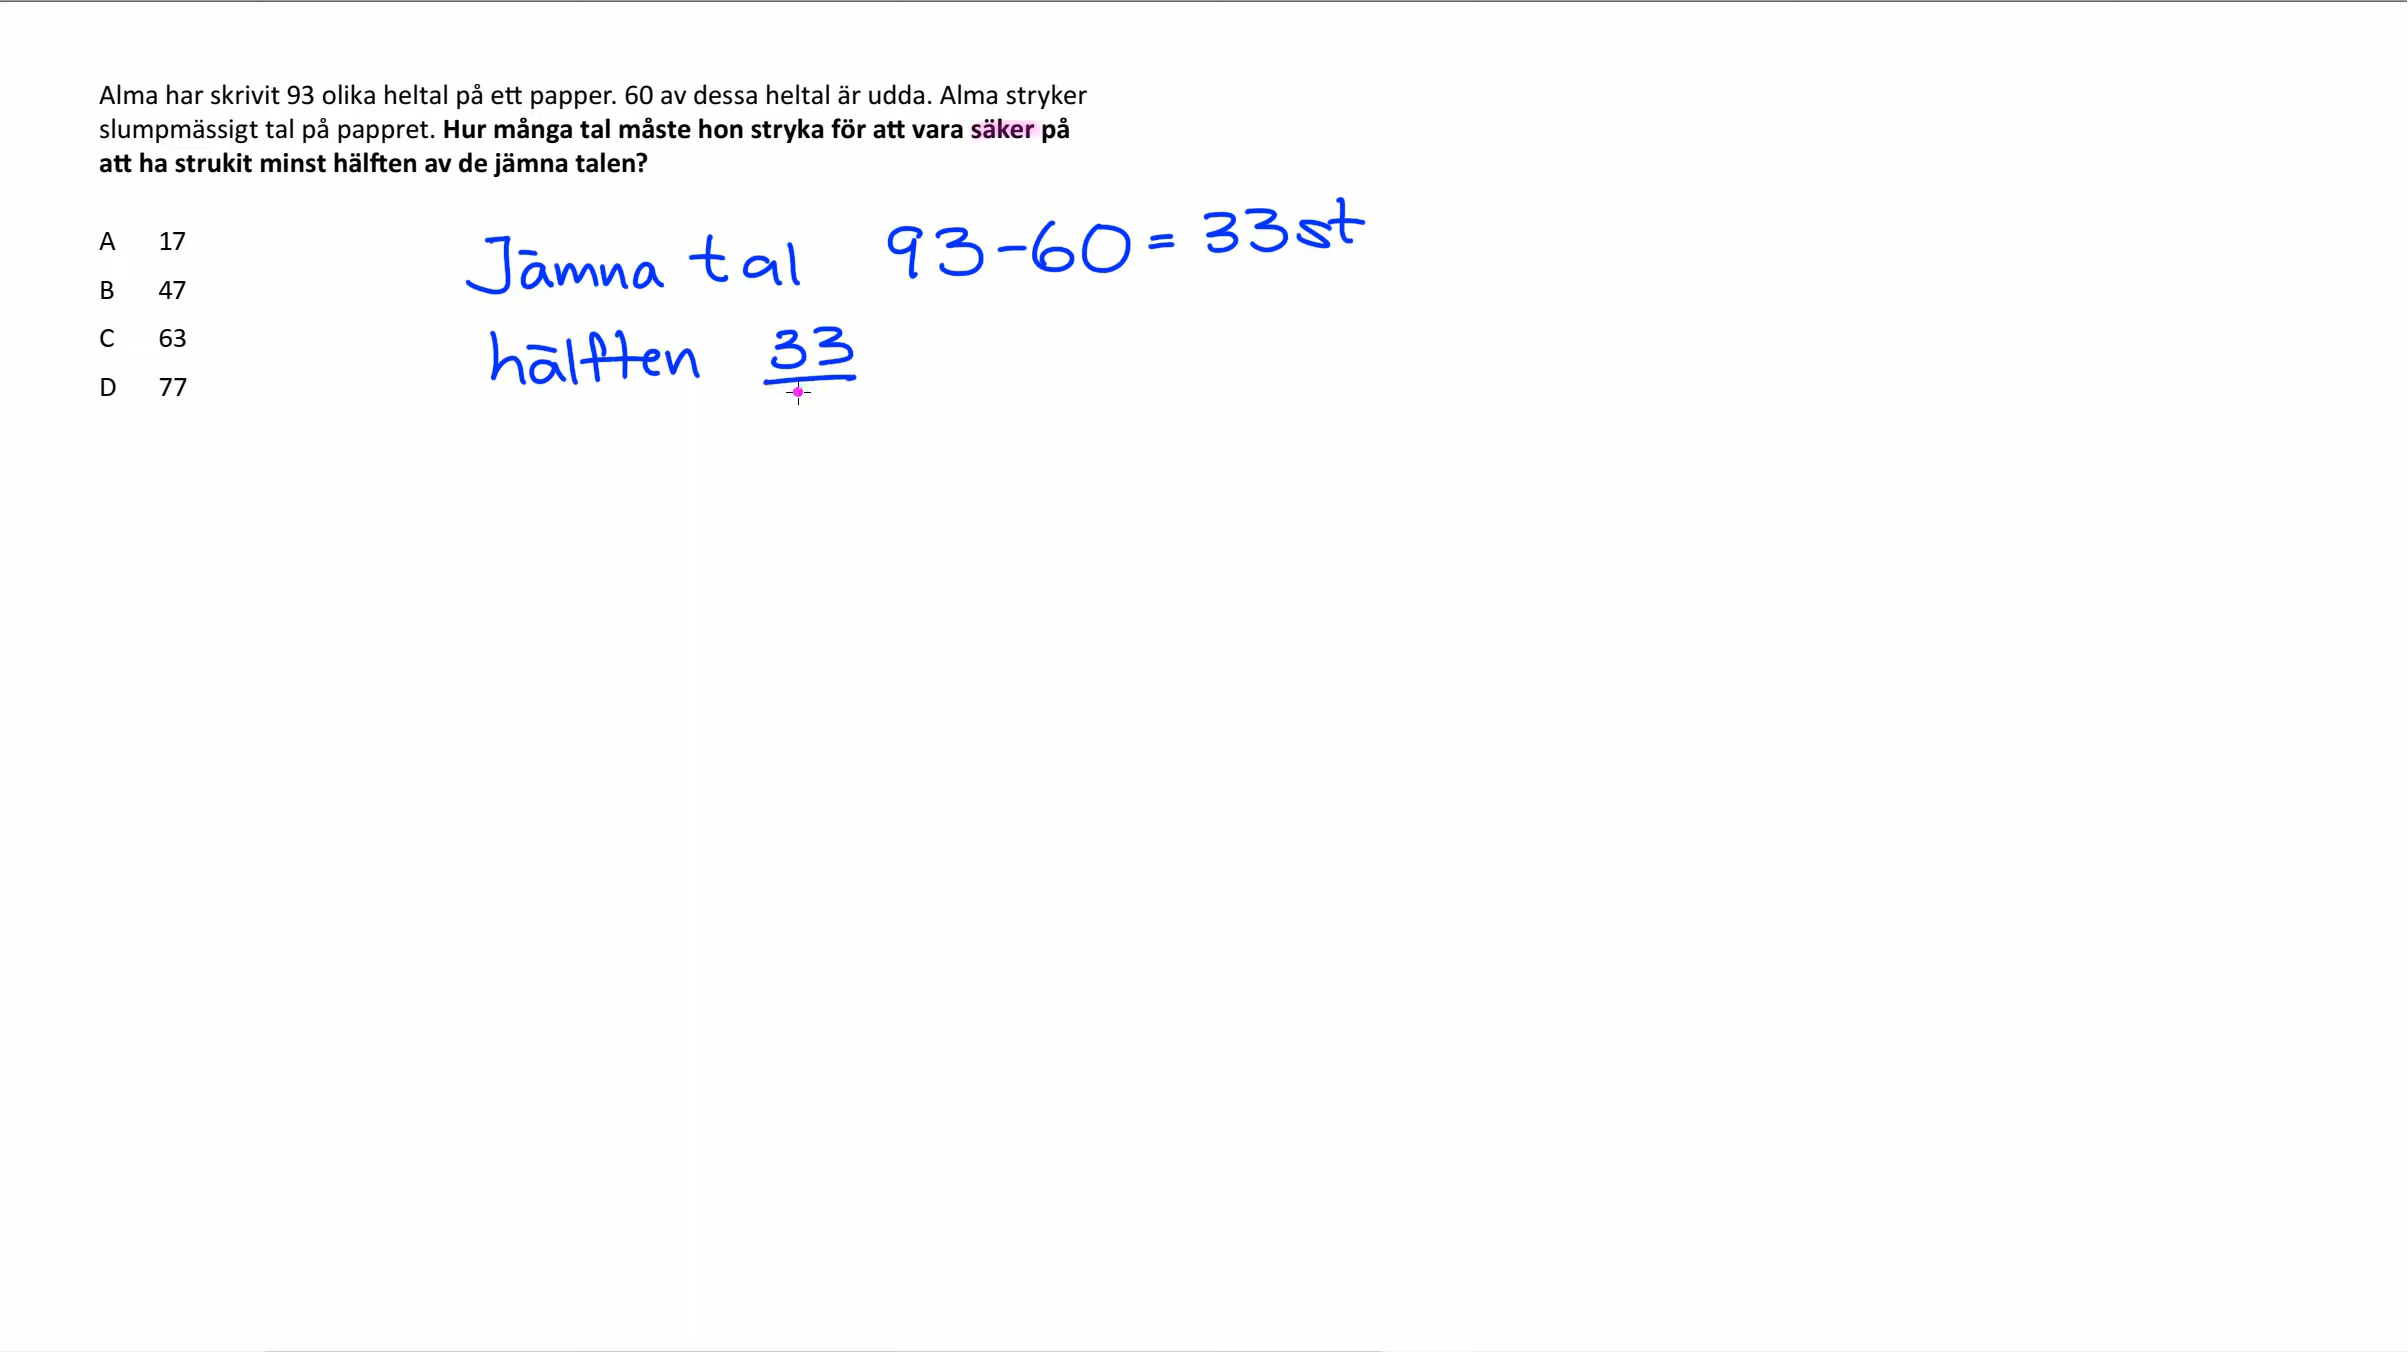 Alma har skrivit 93 olika heltal på ett papper. 60 av dessa heltal är udda. Alma stryker
slumpmässigt tal på pappret. Hur många tal måste hon stryka för att vara säker på
att ha strukit minst hälften av de jämna talen?
A 17
B 47
C 63
D 77
Jämna tal 93-60 = 33st
hälften 33